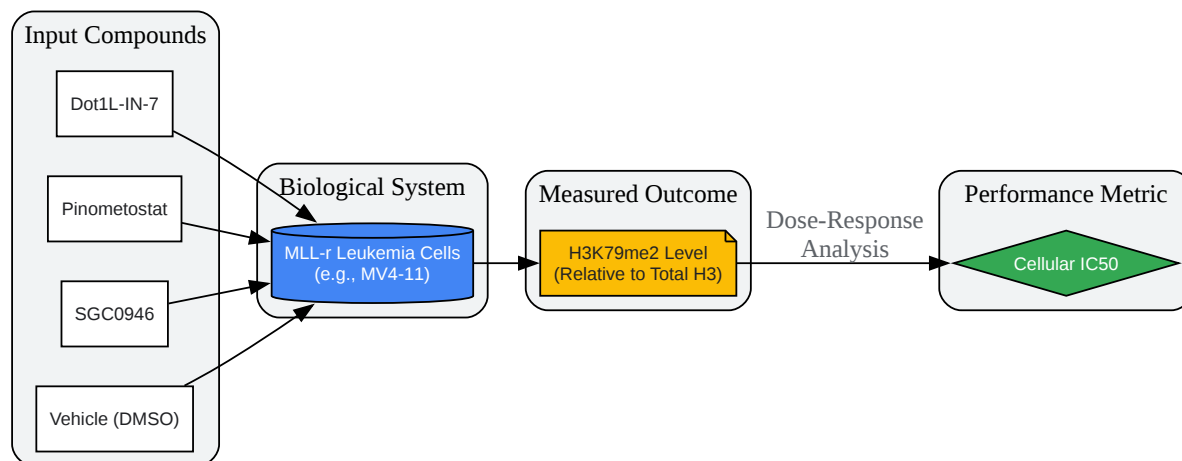 Input Compounds
Dot1L-IN-7
Pinometostat
SGC0946
Vehicle (DMSO)
Biological System
MLL-r Leukemia Cells
(e.g., MV4-11)
Measured Outcome
H3K79me2 Level
(Relative to Total H3)
Dose-Response
Analysis
Performance Metric
Cellular IC50